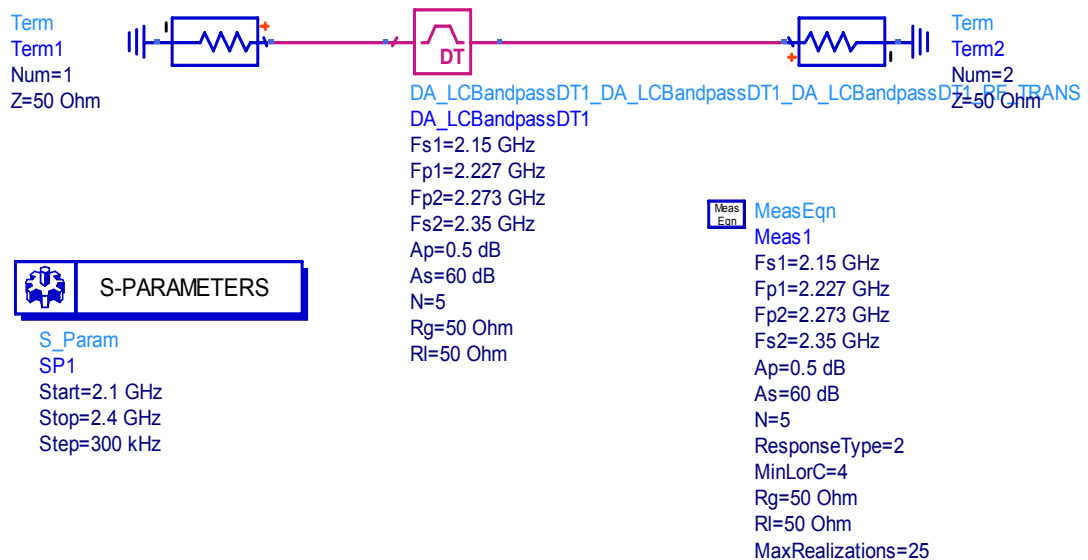 Term
Term1
Num=1
Z=50 Ohm
DT
DA_LCBandpassDT1_DA_LCBandpassDT1_DA_LCBandpassDT1_RF_TRANS
DA_LCBandpassDT1
Fs1=2.15 GHz
Fp1=2.227 GHz
Fp2=2.273 GHz
Fs2=2.35 GHz
Ap=0.5 dB
As=60 dB
N=5
Rg=50 Ohm
Rl=50 Ohm
Term
Term2
Num=2
Z=50 Ohm
S-PARAMETERS
S_Param
SP1
Start=2.1 GHz
Stop=2.4 GHz
Step=300 kHz
Meas
Eqn
MeasEqn
Meas1
Fs1=2.15 GHz
Fp1=2.227 GHz
Fp2=2.273 GHz
Fs2=2.35 GHz
Ap=0.5 dB
As=60 dB
N=5
ResponseType=2
MinLorC=4
Rg=50 Ohm
Rl=50 Ohm
MaxRealizations=25